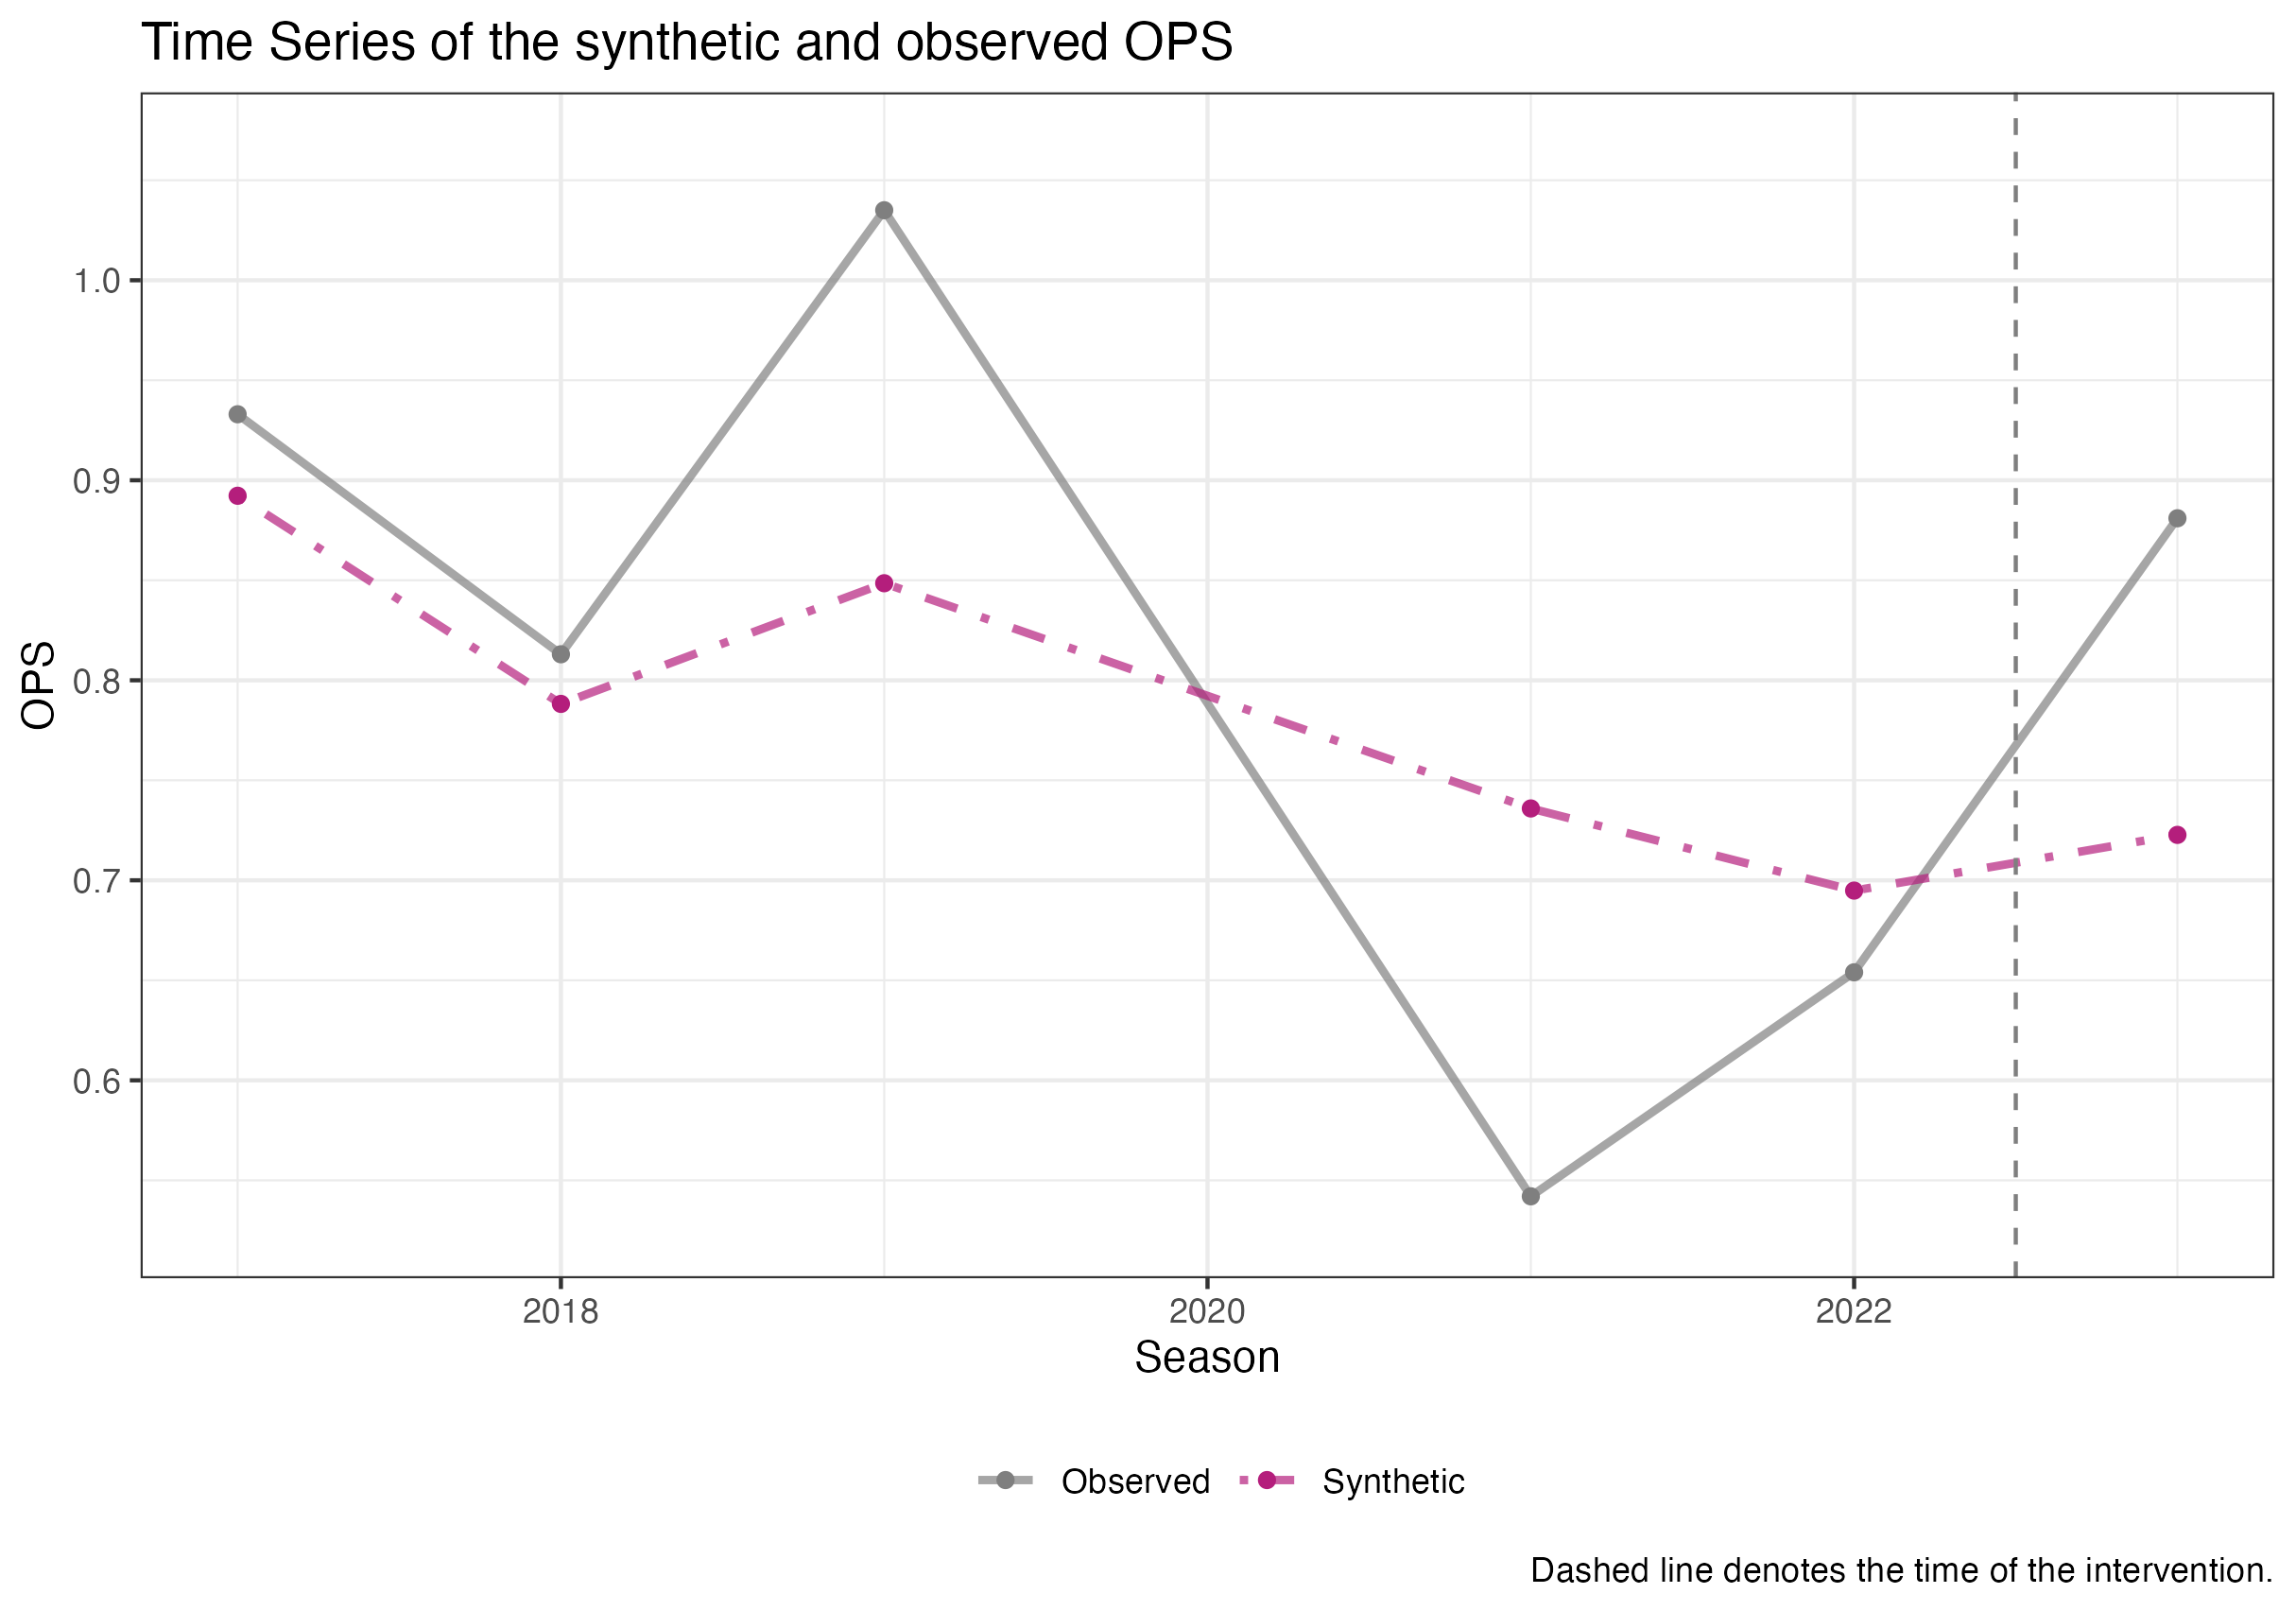 Time Series of the synthetic and observed OPS
OPS
1.0
0.9
0.8
0.7
0.6
2018 2020 2022
Season
Observed Synthetic
Dashed line denotes the time of the intervention.